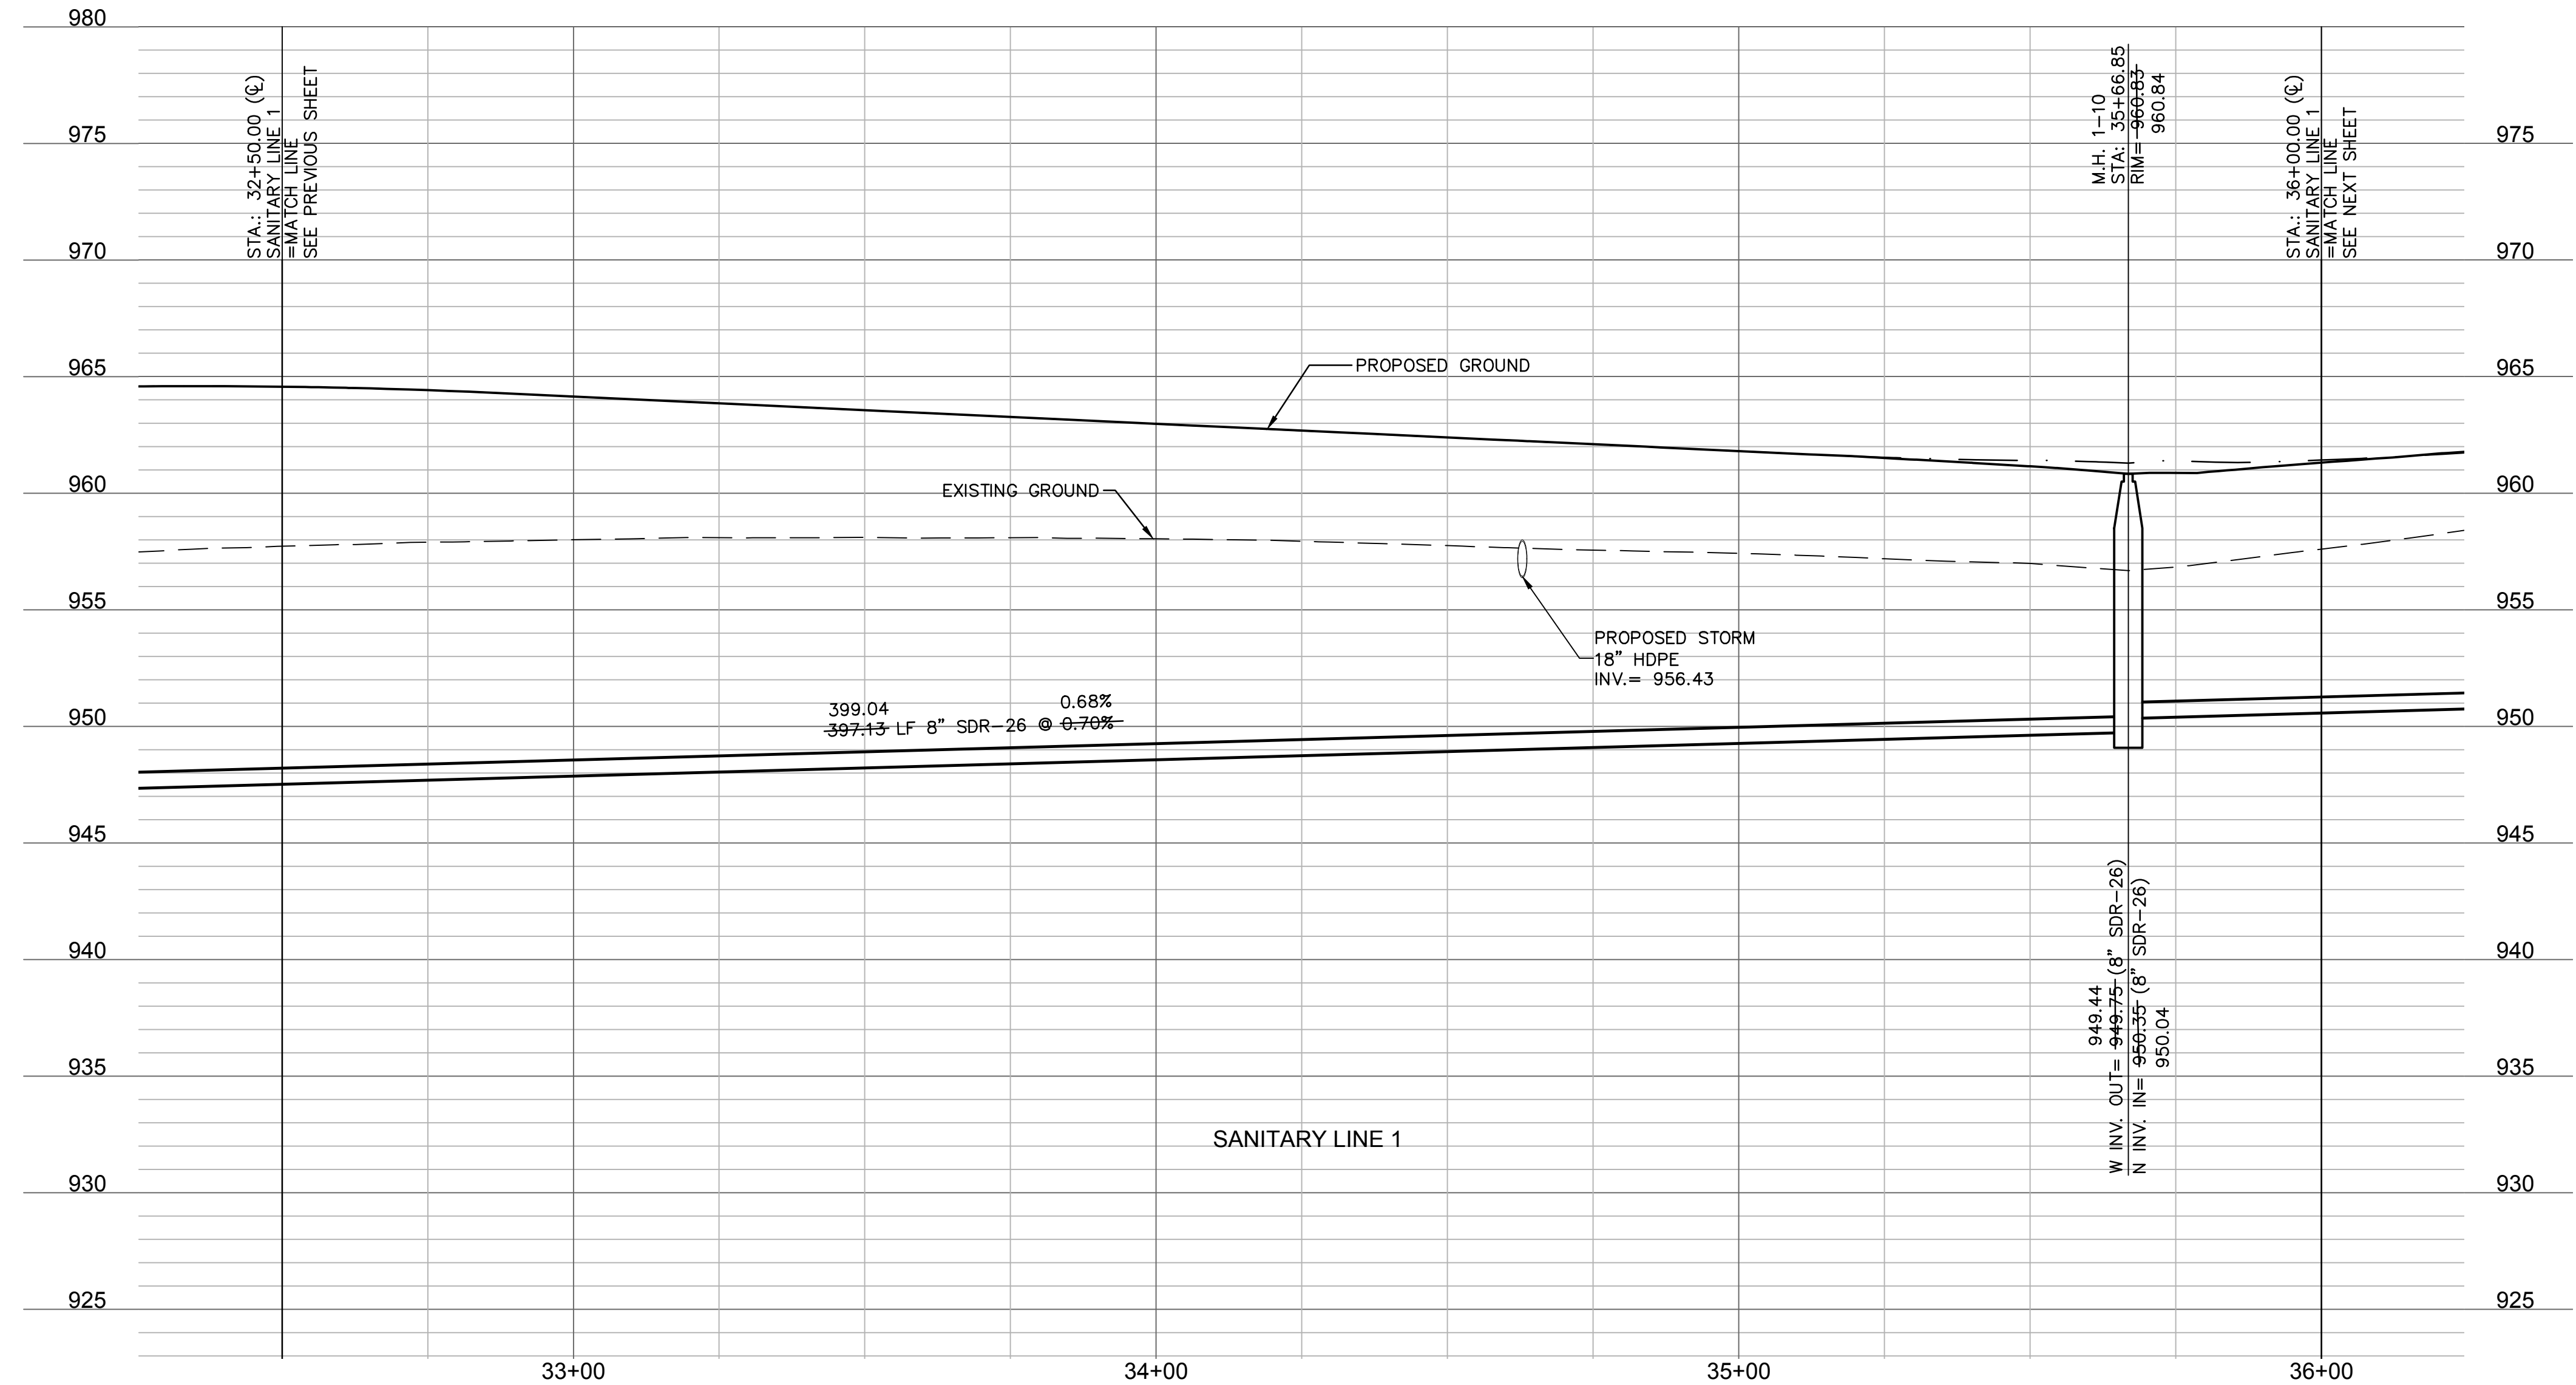 980
975
970
965
960
955
950
945
940
935
930
925
STA.: 32+50.00 (℄)
SANITARY LINE 1
=MATCH LINE
SEE PREVIOUS SHEET
PROPOSED GROUND
EXISTING GROUND
PROPOSED STORM
18" HDPE
INV.= 956.43
399.04 0.68%
397.13 LF 8" SDR-26 @ 0.70%
M.H. 1-10
STA: 35+66.85
RIM= 960.83
960.84
STA.: 36+00.00 (℄)
SANITARY LINE 1
=MATCH LINE
SEE NEXT SHEET
949.44
W INV. OUT= 949.75 (8" SDR-26)
N INV. IN= 950.35 (8" SDR-26)
950.04
SANITARY LINE 1
975
970
965
960
955
950
945
940
935
930
925
33+00 34+00 35+00 36+00